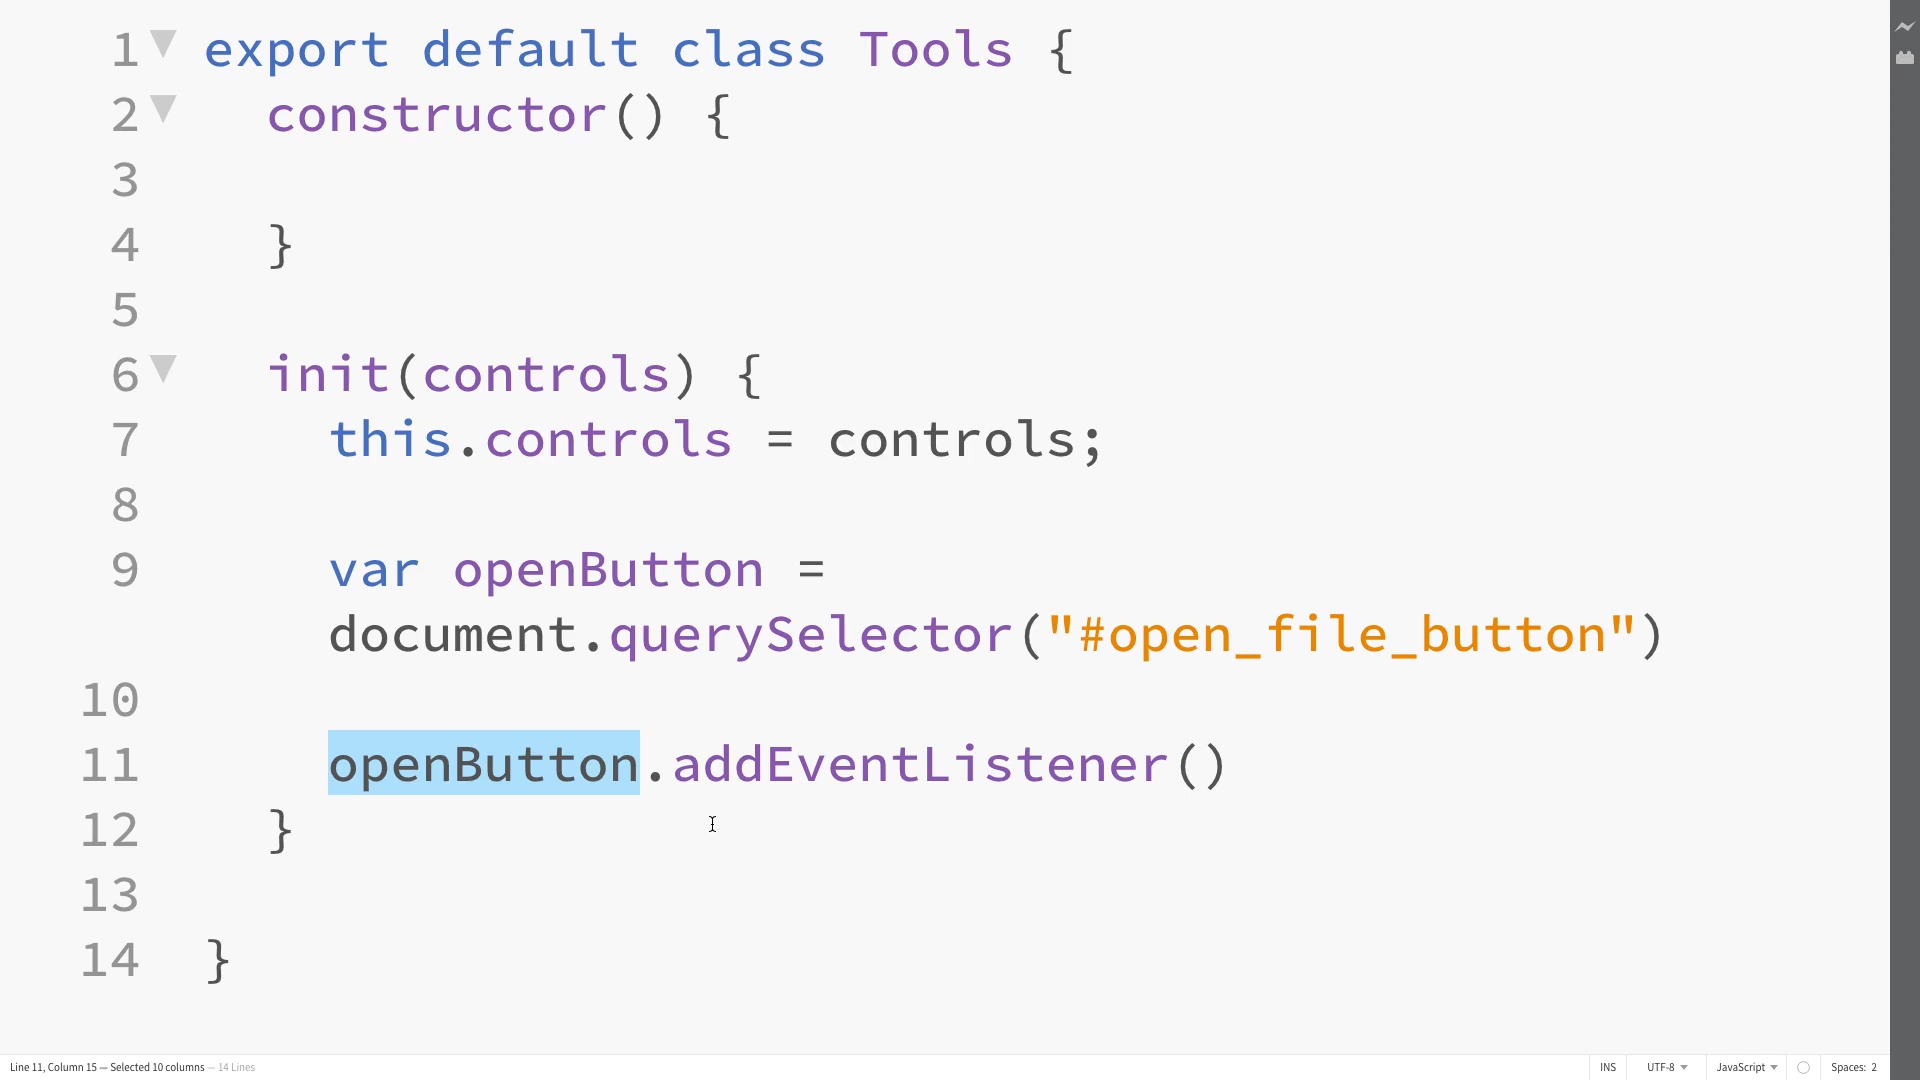 1 export default class Tools {
2 constructor() {
3
4 }
5
6 init(controls) {
7 this.controls = controls;
8
9 var openButton =
document.querySelector("#open_file_button")
10
11 openButton.addEventListener()
12 }
13
14 }
Line 11, Column 15 — Selected 10 columns — 14 Lines INS UTF-8 JavaScript Spaces: 2